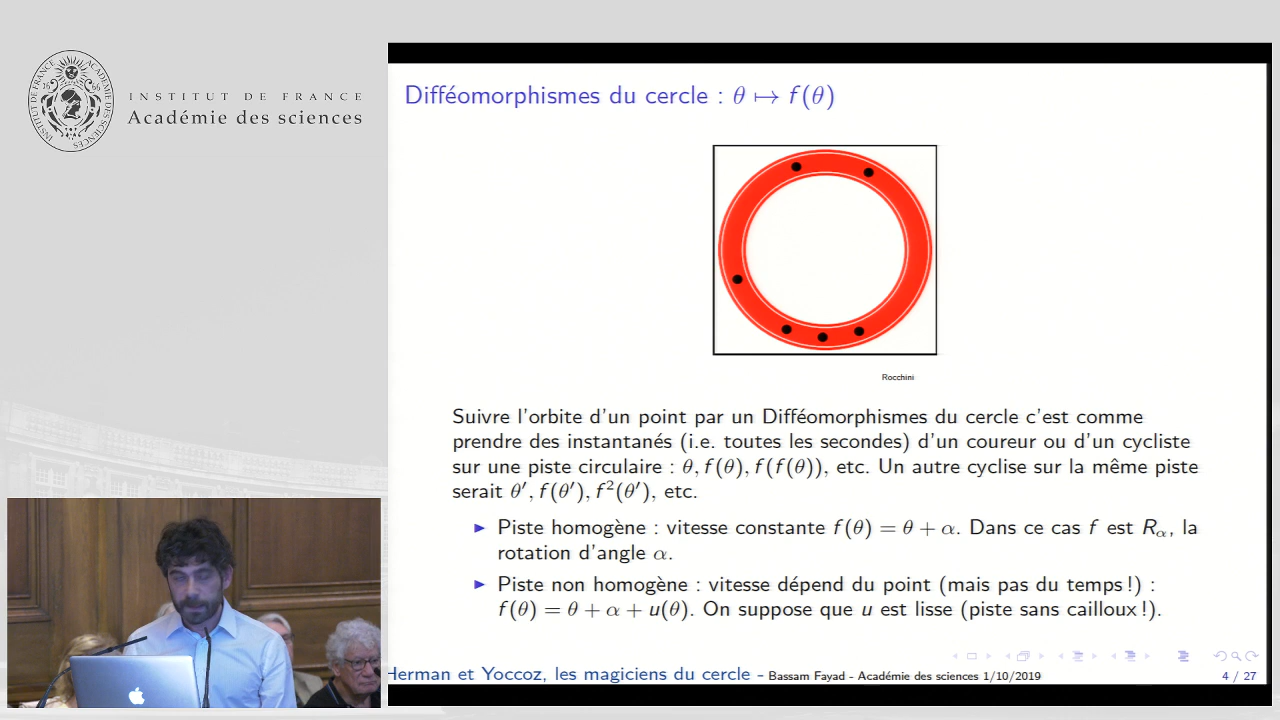 INSTITUT DE FRANCE
Académie des sciences
Différomorphismes du cercle : θ ↦ f(θ)
Rocchini
Suivre l'orbite d'un point par un Difféomorphismes du cercle c'est comme
prendre des instantanés (i.e. toutes les secondes) d'un coureur ou d'un cycliste
sur une piste circulaire : θ, f(θ), f(f(θ)), etc. Un autre cyclise sur la même piste
serait θ′, f(θ′), f²(θ′), etc.
Piste homogène : vitesse constante f(θ) = θ + α. Dans ce cas f est Rα, la
rotation d'angle α.
Piste non homogène : vitesse dépend du point (mais pas du temps !) :
f(θ) = θ + α + u(θ). On suppose que u est lisse (piste sans cailloux !).
Herman et Yoccoz, les magiciens du cercle - Bassam Fayad - Académie des sciences 1/10/2019
4 / 27